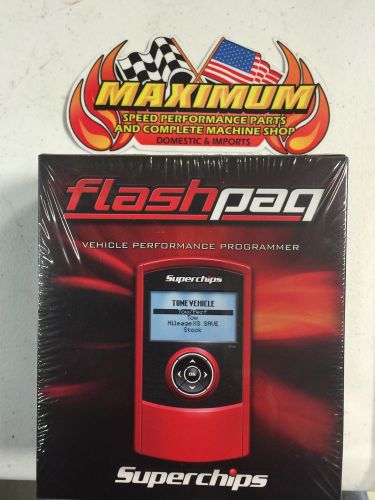 MAXIMUM
SPEED PERFORMANCE PARTS
AND COMPLETE MACHINE SHOP
DOMESTIC & IMPORTS
flashpaq
VEHICLE PERFORMANCE PROGRAMMER
Superchips
TUNE VEHICLE
Tow/Perf
Tow
MileageXS SAVE
Stock
Superchips